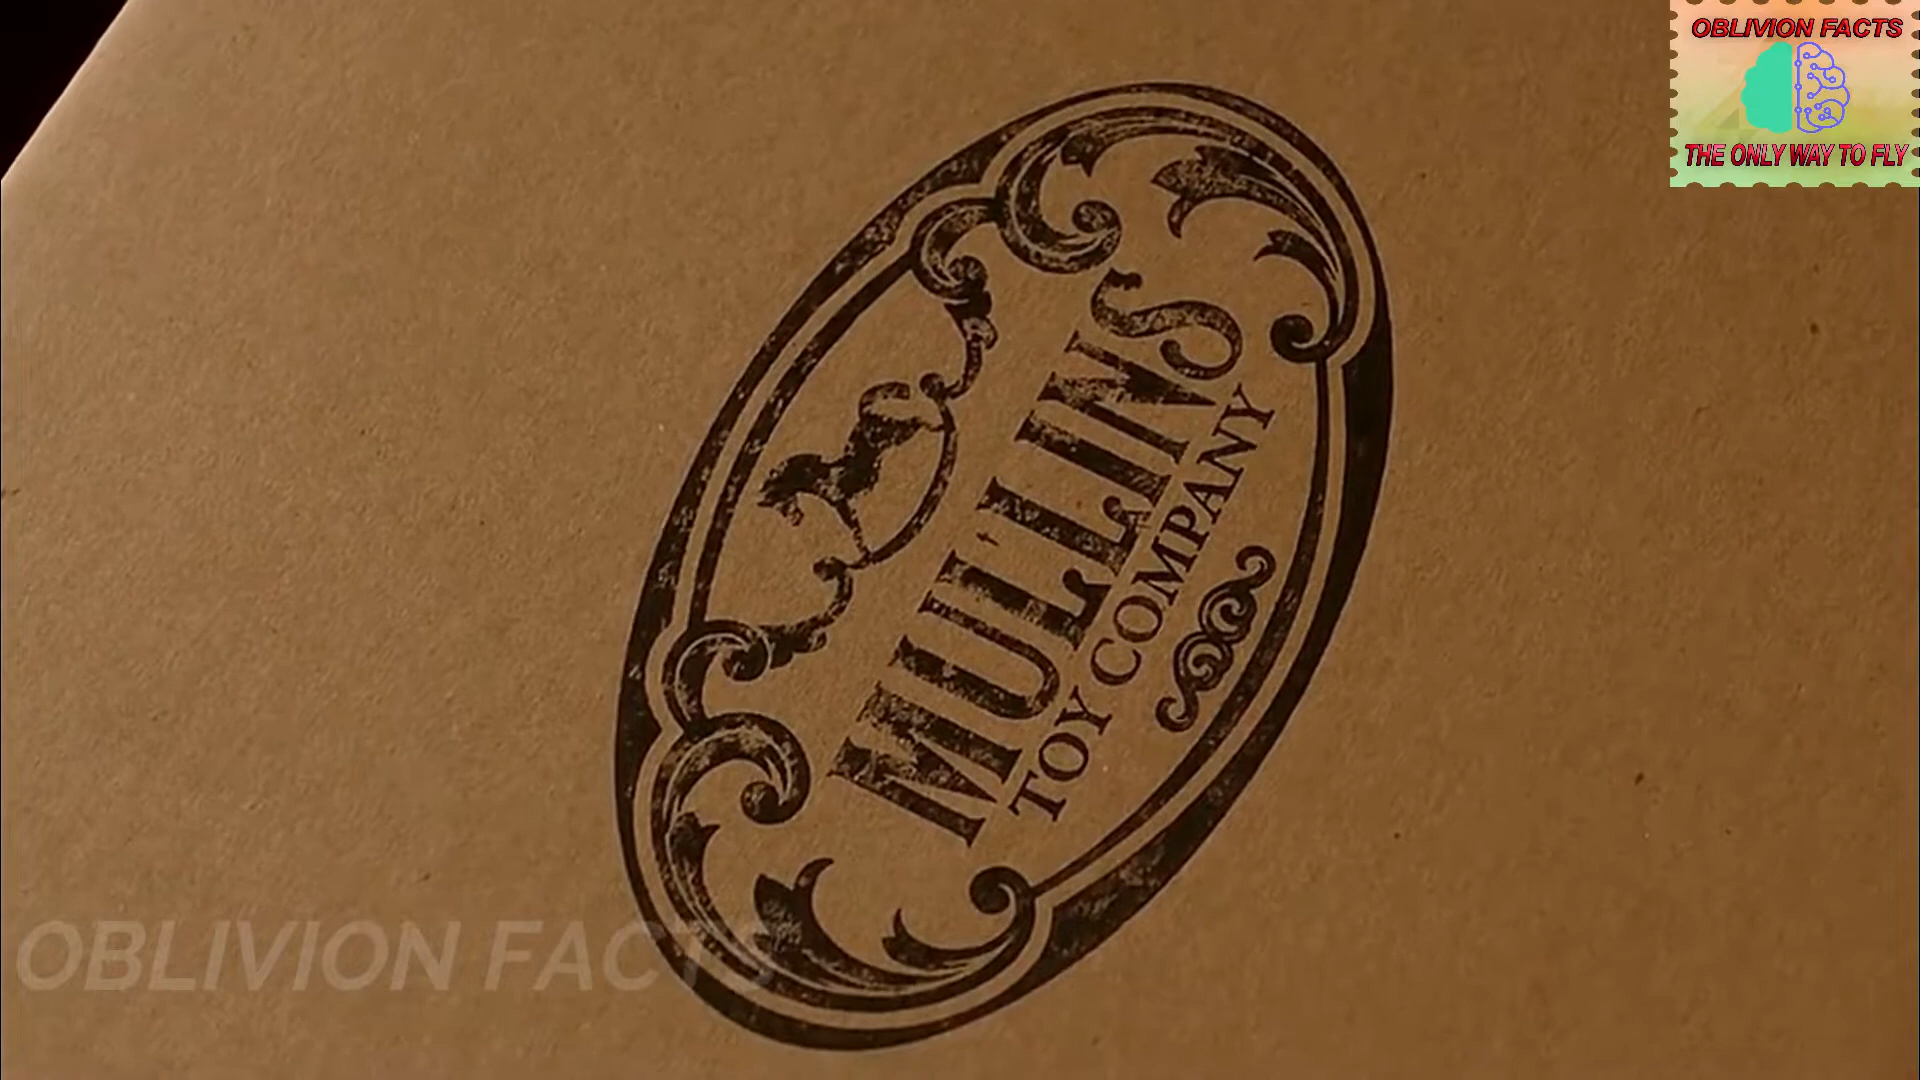 OBLIVION FACTS
THE ONLY WAY TO FLY
MULLINS
TOY COMPANY
OBLIVION FACTS